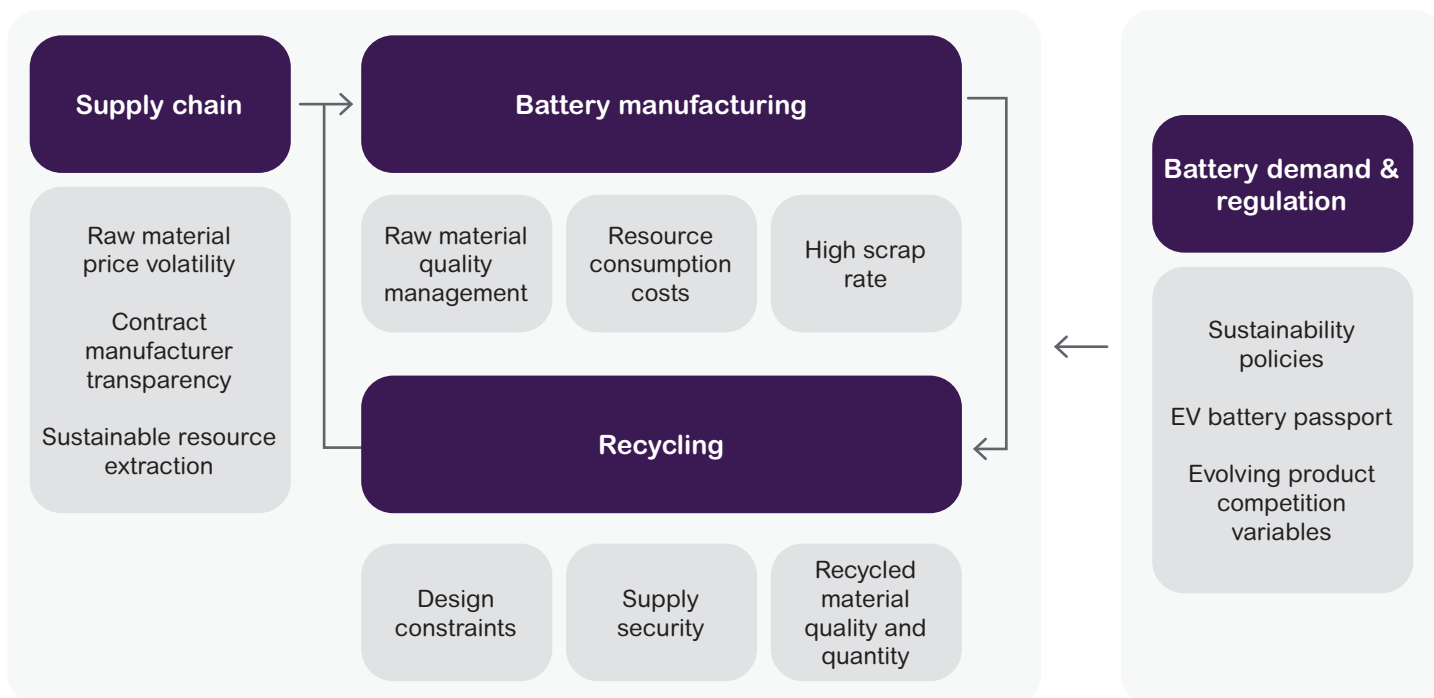 Supply chain
Raw material
price volatility
Contract
manufacturer
transparency
Sustainable resource
extraction
Battery manufacturing
Raw material
quality
management
Resource
consumption
costs
High scrap
rate
Recycling
Design
constraints
Supply
security
Recycled
material
quality and
quantity
Battery demand &
regulation
Sustainability
policies
EV battery passport
Evolving product
competition
variables